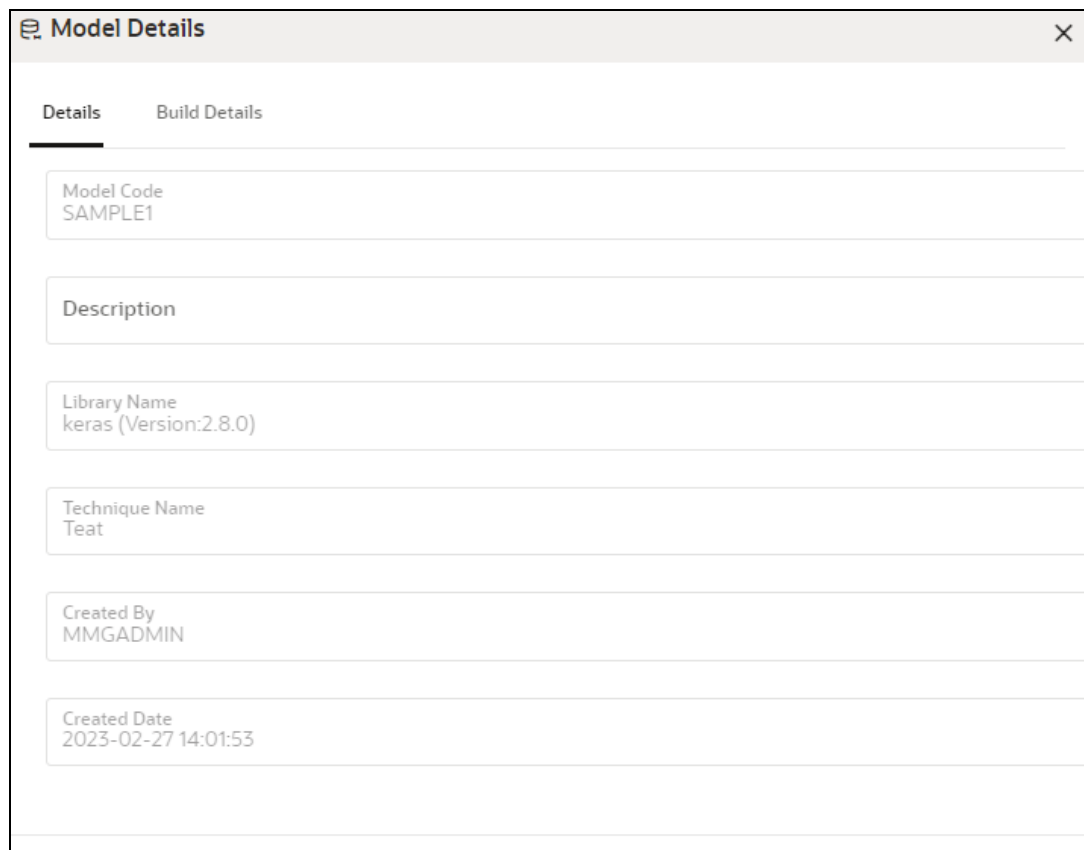 Model Details
Details Build Details
Model Code
SAMPLE1
Description
Library Name
keras (Version:2.8.0)
Technique Name
Teat
Created By
MMGADMIN
Created Date
2023-02-27 14:01:53